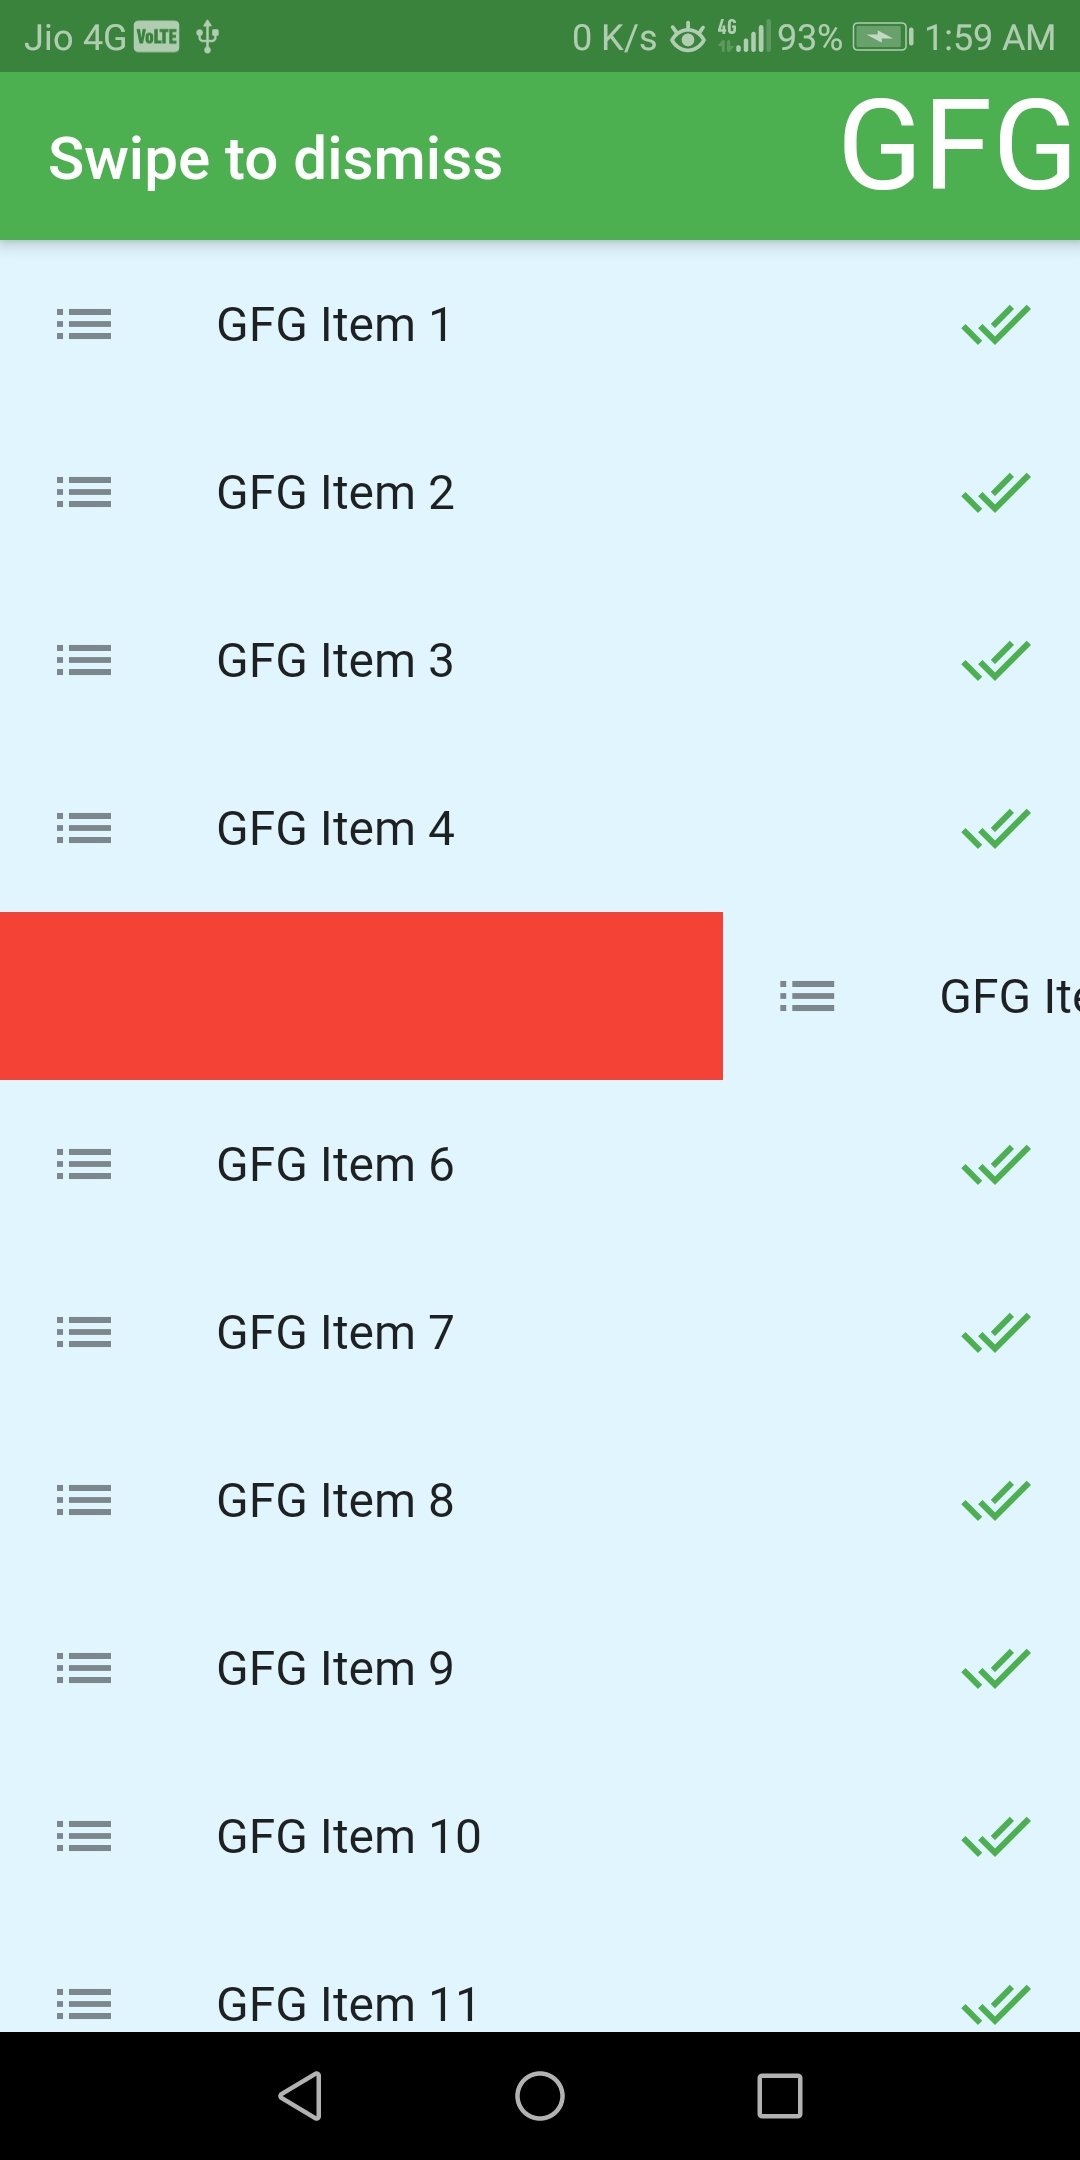 Jio 4G VoLTE 0 K/s 4G 93% 1:59 AM
Swipe to dismiss GFG
GFG Item 1
GFG Item 2
GFG Item 3
GFG Item 4
GFG Ite
GFG Item 6
GFG Item 7
GFG Item 8
GFG Item 9
GFG Item 10
GFG Item 11